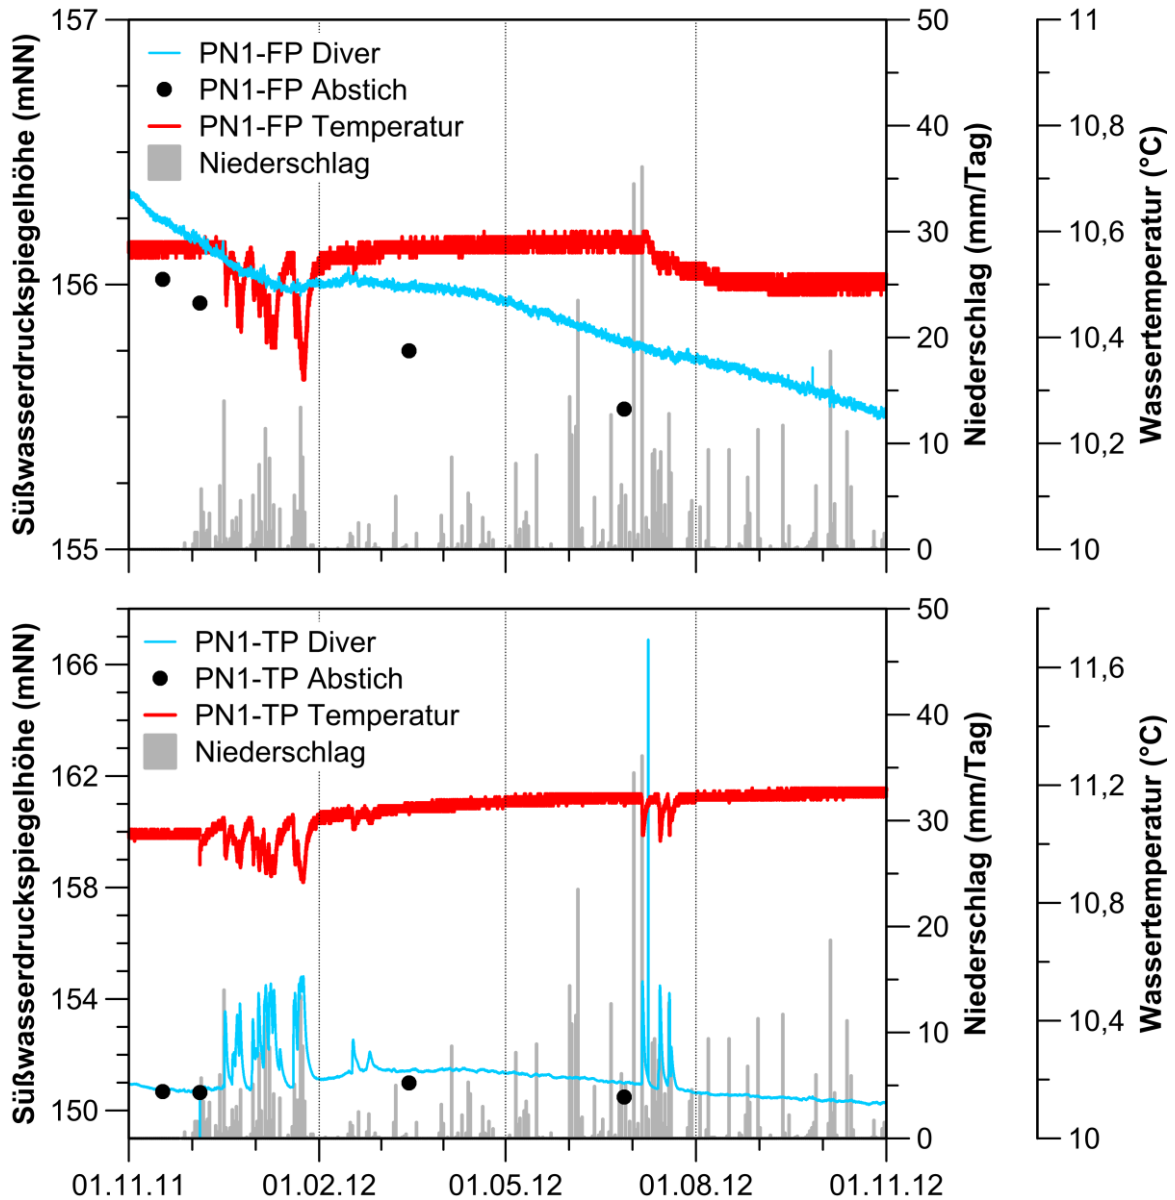 Süßwasserdruckspiegelhöhe (mNN)
157
156
155
PN1-FP Diver
PN1-FP Abstich
PN1-FP Temperatur
Niederschlag
50
40
30
20
10
0
Niederschlag (mm/Tag)
11
10,8
10,6
10,4
10,2
10
Wassertemperatur (°C)
Süßwasserdruckspiegelhöhe (mNN)
166
162
158
154
150
PN1-TP Diver
PN1-TP Abstich
PN1-TP Temperatur
Niederschlag
50
40
30
20
10
0
Niederschlag (mm/Tag)
11,6
11,2
10,8
10,4
10
Wassertemperatur (°C)
01.11.11 01.02.12 01.05.12 01.08.12 01.11.12